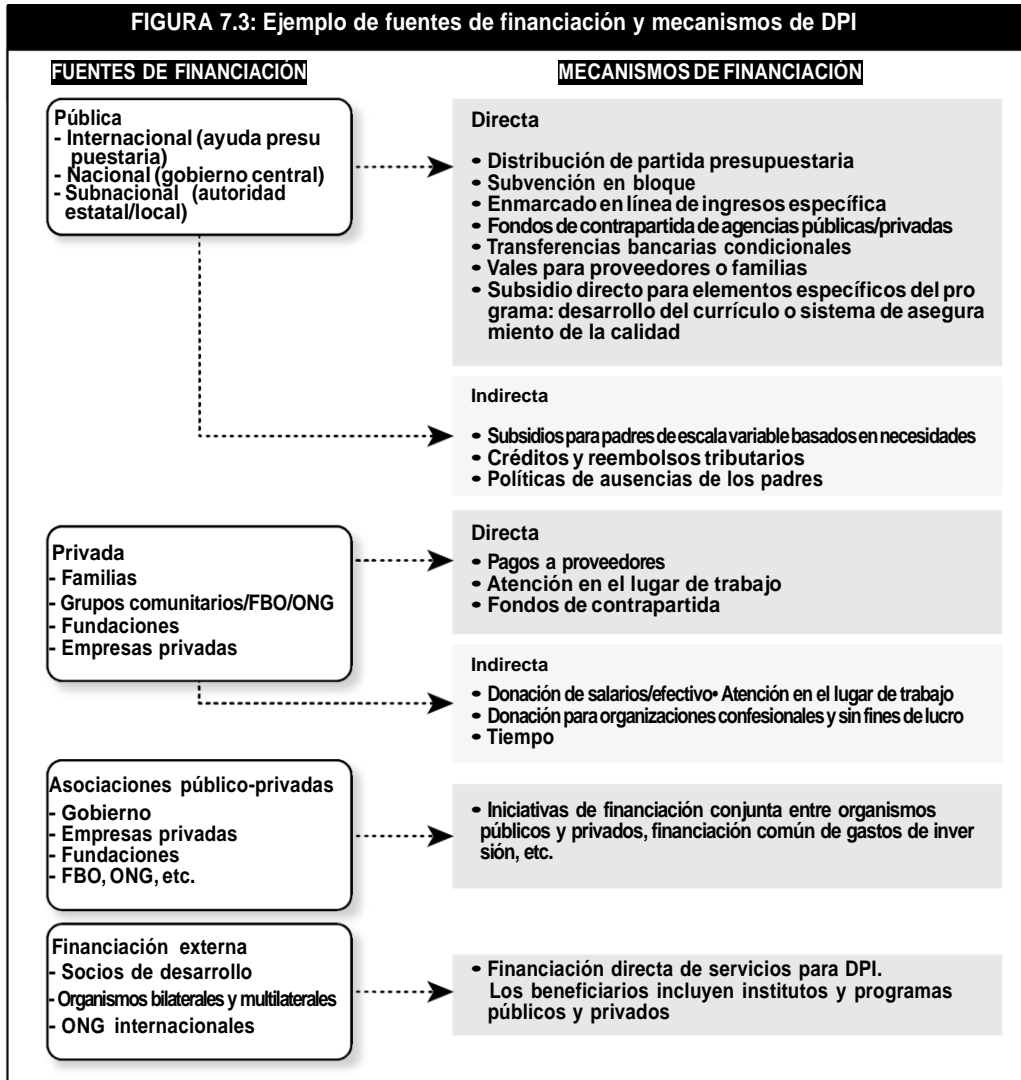 FIGURA 7.3: Ejemplo de fuentes de financiación y mecanismos de DPI
FUENTES DE FINANCIACIÓN
MECANISMOS DE FINANCIACIÓN
Pública
- Internacional (ayuda presu
puestaria)
- Nacional (gobierno central)
- Subnacional (autoridad
estatal/local)
Directa
• Distribución de partida presupuestaria
• Subvención en bloque
• Enmarcado en línea de ingresos específica
• Fondos de contrapartida de agencias públicas/privadas
• Transferencias bancarias condicionales
• Vales para proveedores o familias
• Subsidio directo para elementos específicos del pro
grama: desarrollo del currículo o sistema de asegura
miento de la calidad
Indirecta
• Subsidios para padres de escala variable basados en necesidades
• Créditos y reembolsos tributarios
• Políticas de ausencias de los padres
Privada
- Familias
- Grupos comunitarios/FBO/ONG
- Fundaciones
- Empresas privadas
Directa
• Pagos a proveedores
• Atención en el lugar de trabajo
• Fondos de contrapartida
Indirecta
• Donación de salarios/efectivo• Atención en el lugar de trabajo
• Donación para organizaciones confesionales y sin fines de lucro
• Tiempo
Asociaciones público-privadas
- Gobierno
- Empresas privadas
- Fundaciones
- FBO, ONG, etc.
• Iniciativas de financiación conjunta entre organismos
públicos y privados, financiación común de gastos de inver
sión, etc.
Financiación externa
- Socios de desarrollo
- Organismos bilaterales y multilaterales
- ONG internacionales
• Financiación directa de servicios para DPI.
Los beneficiarios incluyen institutos y programas
públicos y privados